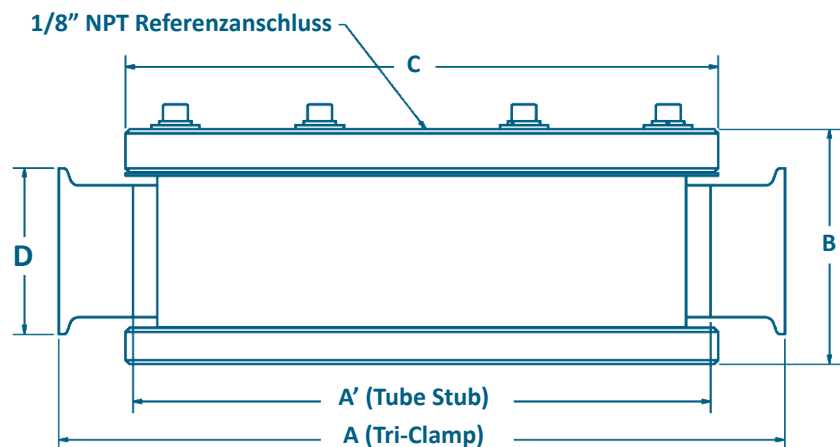 1/8” NPT Referenzanschluss
C
D
B
A’ (Tube Stub)
A (Tri-Clamp)